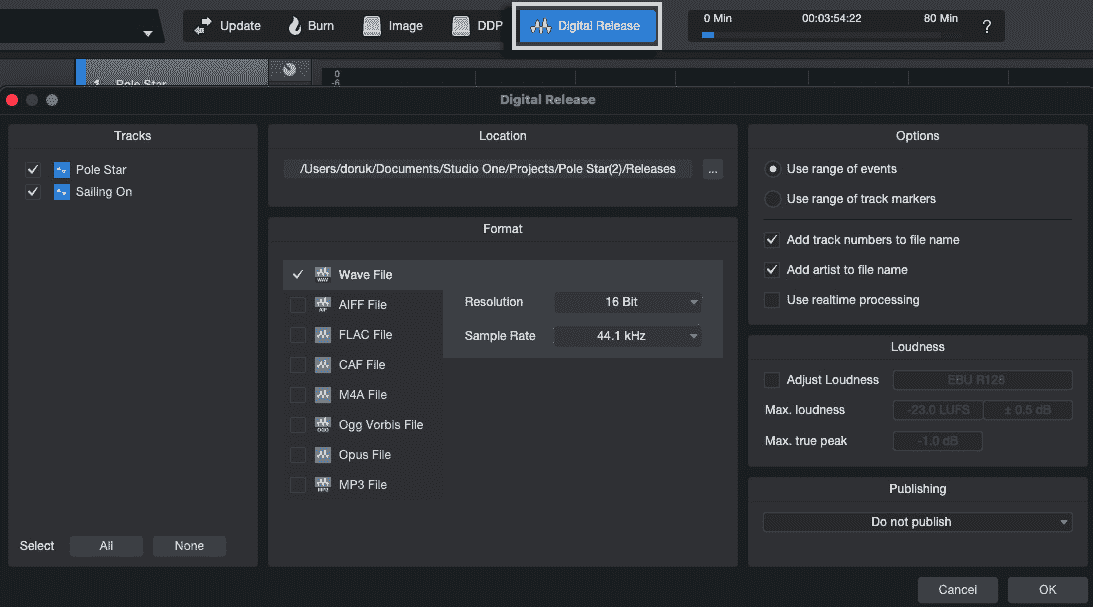 Update
Burn
Image
DDP
Digital Release
0 Min
00:03:54:22
80 Min
?
1 Pole Star
0
-6
Digital Release
Tracks
Pole Star
Sailing On
Select
All
None
Location
/Users/doruk/Documents/Studio One/Projects/Pole Star(2)/Releases
...
Format
Wave File
AIFF File
FLAC File
CAF File
M4A File
Ogg Vorbis File
Opus File
MP3 File
Resolution
16 Bit
Sample Rate
44.1 kHz
Options
Use range of events
Use range of track markers
Add track numbers to file name
Add artist to file name
Use realtime processing
Loudness
Adjust Loudness
EBU R128
Max. loudness
-23.0 LUFS
± 0.5 dB
Max. true peak
-1.0 dB
Publishing
Do not publish
Cancel
OK